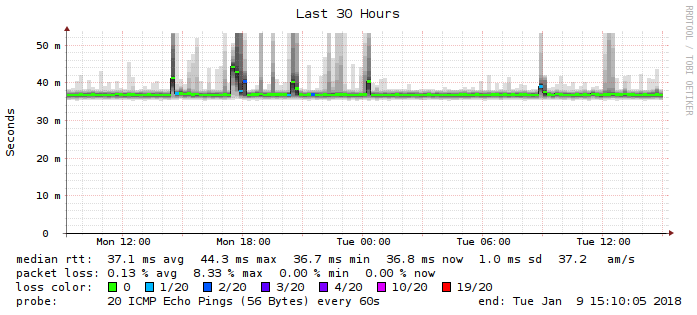 Last 30 Hours
RRDTOOL / TOBI OETIKER
Seconds
50 m
40 m
30 m
20 m
10 m
0
Mon 12:00 Mon 18:00 Tue 00:00 Tue 06:00 Tue 12:00
median rtt: 37.1 ms avg 44.3 ms max 36.7 ms min 36.8 ms now 1.0 ms sd 37.2 am/s
packet loss: 0.13 % avg 8.33 % max 0.00 % min 0.00 % now
loss color: 0 1/20 2/20 3/20 4/20 10/20 19/20
probe: 20 ICMP Echo Pings (56 Bytes) every 60s end: Tue Jan 9 15:10:05 2018